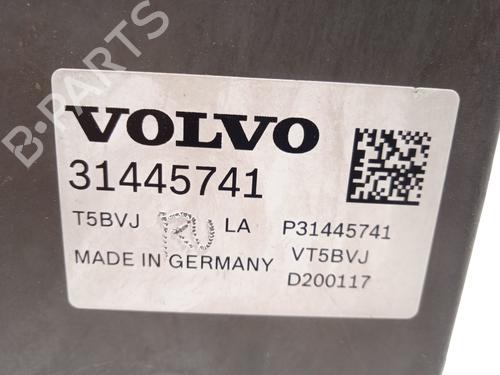 B-PARTS
VOLVO
31445741
T5BVJ LA P31445741
MADE IN GERMANY VT5BVJ
D200117